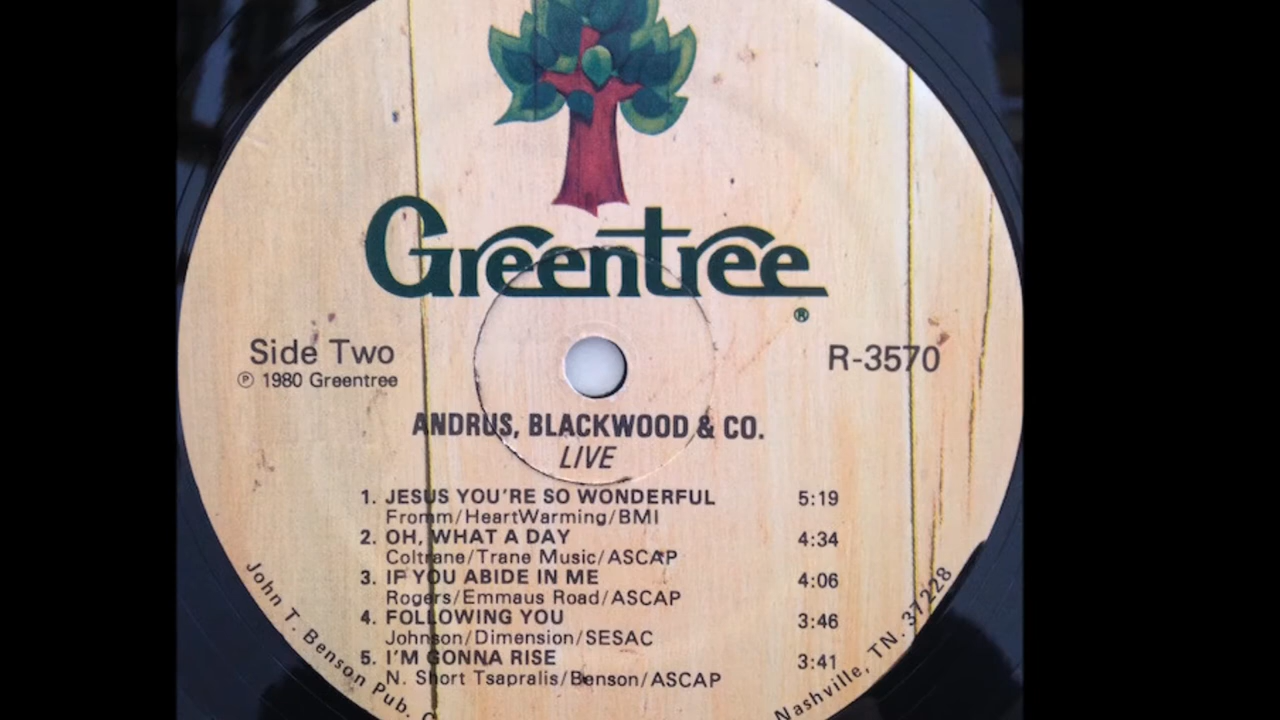 Greentree
®
Side Two
R-3570
℗ 1980 Greentree
ANDRUS, BLACKWOOD & CO.
LIVE
1. JESUS YOU'RE SO WONDERFUL 5:19
Fromm/HeartWarming/BMI
2. OH, WHAT A DAY 4:34
Coltrane/Trane Music/ASCAP
3. IF YOU ABIDE IN ME 4:06
Rogers/Emmaus Road/ASCAP
4. FOLLOWING YOU 3:46
Johnson/Dimension/SESAC
5. I'M GONNA RISE 3:41
N. Short Tsapralis/Benson/ASCAP
John T. Benson Pub. Nashville, TN. 37228